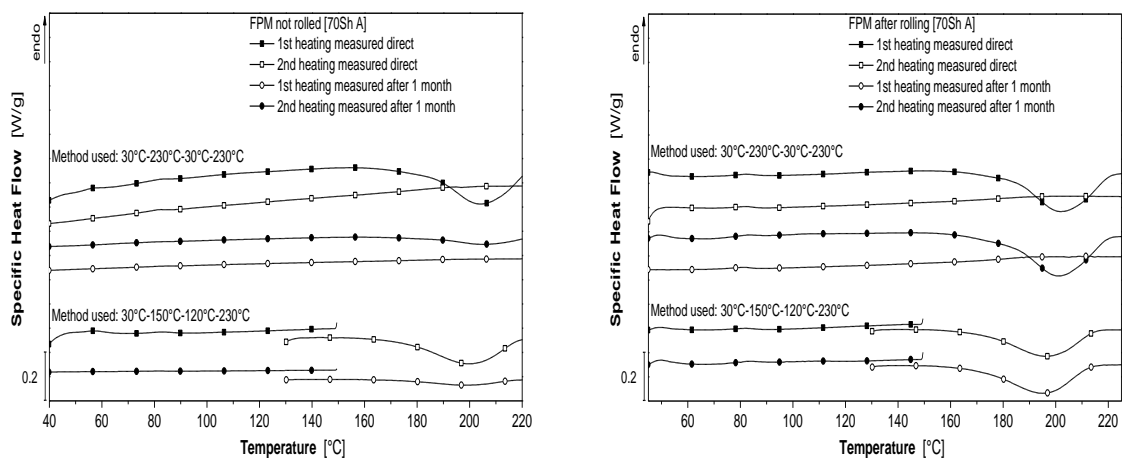 FPM not rolled [70Sh A]
1st heating measured direct
2nd heating measured direct
1st heating measured after 1 month
2nd heating measured after 1 month
endo
Method used: 30°C-230°C-30°C-230°C
Specific Heat Flow [W/g]
Method used: 30°C-150°C-120°C-230°C
0.2
40 60 80 100 120 140 160 180 200 220
Temperature [°C]
FPM after rolling [70Sh A]
1st heating measured direct
2nd heating measured direct
1st heating measured after 1 month
2nd heating measured after 1 month
endo
Method used: 30°C-230°C-30°C-230°C
Specific Heat Flow [W/g]
Method used: 30°C-150°C-120°C-230°C
0.2
60 80 100 120 140 160 180 200 220
Temperature [°C]